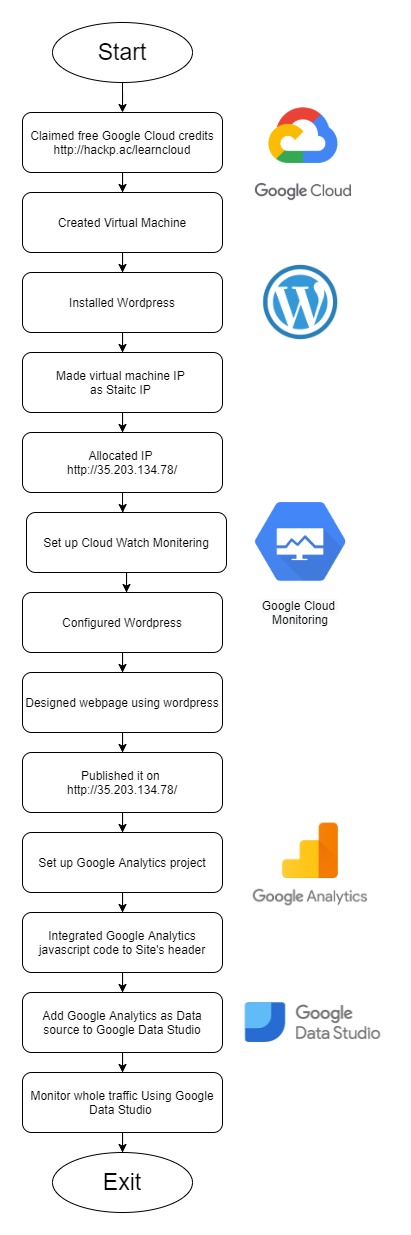 Start
Claimed free Google Cloud credits
http://hackp.ac/learncloud
Google Cloud
Created Virtual Machine
Installed Wordpress
W
Made virtual machine IP
as Staitc IP
Allocated IP
http://35.203.134.78/
Set up Cloud Watch Monitering
Google Cloud
Monitoring
Configured Wordpress
Designed webpage using wordpress
Published it on
http://35.203.134.78/
Set up Google Analytics project
Google Analytics
Integrated Google Analytics
javascript code to Site's header
Add Google Analytics as Data
source to Google Data Studio
Google
Data Studio
Monitor whole traffic Using Google
Data Studio
Exit